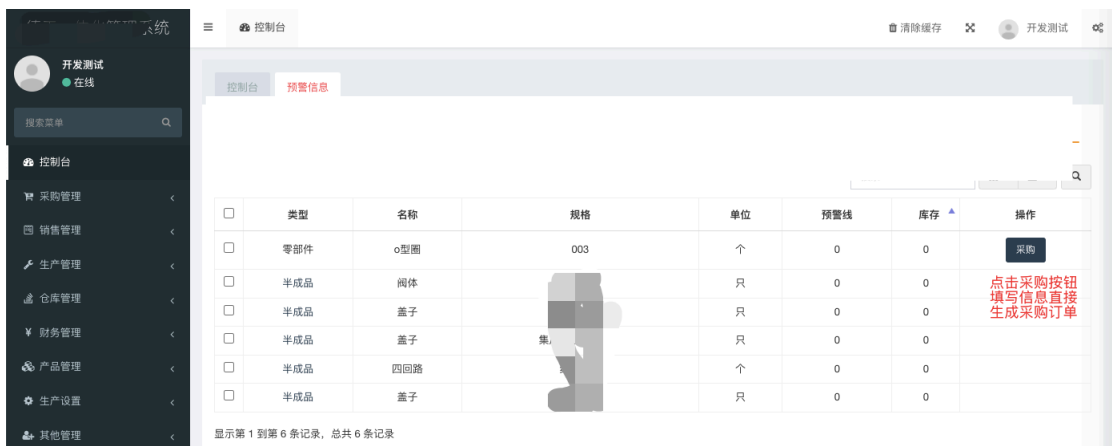 系统
控制台
清除缓存
开发测试
开发测试
在线
控制台
预警信息
搜索菜单
控制台
采购管理
销售管理
生产管理
仓库管理
¥ 财务管理
产品管理
生产设置
其他管理
类型 名称 规格 单位 预警线 库存 操作
零部件 o型圈 003 个 0 0 采购
半成品 阀体 只 0 0
半成品 盖子 只 0 0
半成品 盖子 集 只 0 0
半成品 四回路 个 0 0
半成品 盖子 只 0 0
点击采购按钮
填写信息直接
生成采购订单
显示第 1 到第 6 条记录，总共 6 条记录